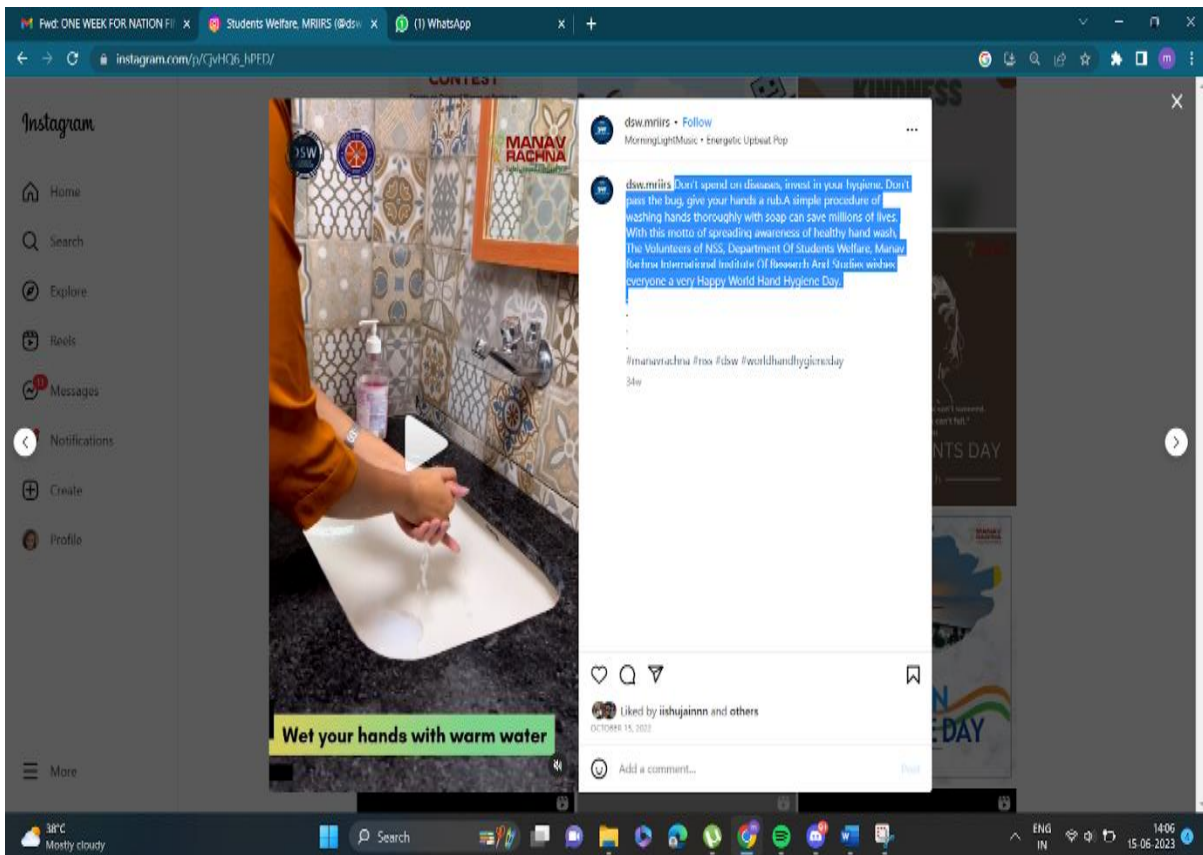 Fwd: ONE WEEK FOR NATION FI
Students Welfare, MRIIRS (@dsw
(1) WhatsApp
instagram.com/p/CjvHQ6_hPED/
m
CONTEST
KINDNESS
Instagram
Home
Search
Explore
Reels
11
Messages
Notifications
Create
Profile
More
DSW
MANAV
RACHNA
Wet your hands with warm water
dsw.mriirs • Follow
MorningLightMusic • Energetic Upbeat Pop
dsw.mriirs Don't spend on diseases, invest in your hygiene. Don't
pass the bug, give your hands a rub.A simple procedure of
washing hands thoroughly with soap can save millions of lives.
With this motto of spreading awareness of healthy hand wash,
The Volunteers of NSS, Department Of Students Welfare, Manav
Rachna International Institute Of Research And Studies wishes
everyone a very Happy World Hand Hygiene Day.
.
.
.
.
#manavrachna #nss #dsw #worldhandhygieneday
34w
Liked by iishujainnn and others
OCTOBER 15, 2022
Add a comment...
Post
NTS DAY
DAY
38°C
Mostly cloudy
Search
ENG
IN
14:06
15-06-2023